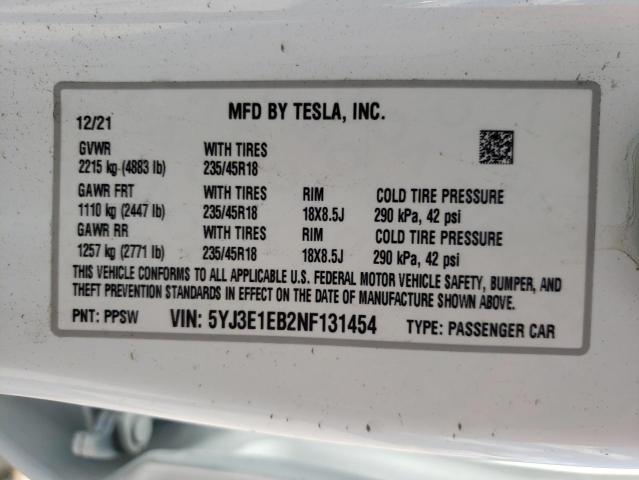 MFD BY TESLA, INC.
12/21
GVWR WITH TIRES
2215 kg (4883 lb) 235/45R18
GAWR FRT WITH TIRES RIM COLD TIRE PRESSURE
1110 kg (2447 lb) 235/45R18 18X8.5J 290 kPa, 42 psi
GAWR RR WITH TIRES RIM COLD TIRE PRESSURE
1257 kg (2771 lb) 235/45R18 18X8.5J 290 kPa, 42 psi
THIS VEHICLE CONFORMS TO ALL APPLICABLE U.S. FEDERAL MOTOR VEHICLE SAFETY, BUMPER, AND
THEFT PREVENTION STANDARDS IN EFFECT ON THE DATE OF MANUFACTURE SHOWN ABOVE.
PNT: PPSW VIN: 5YJ3E1EB2NF131454 TYPE: PASSENGER CAR